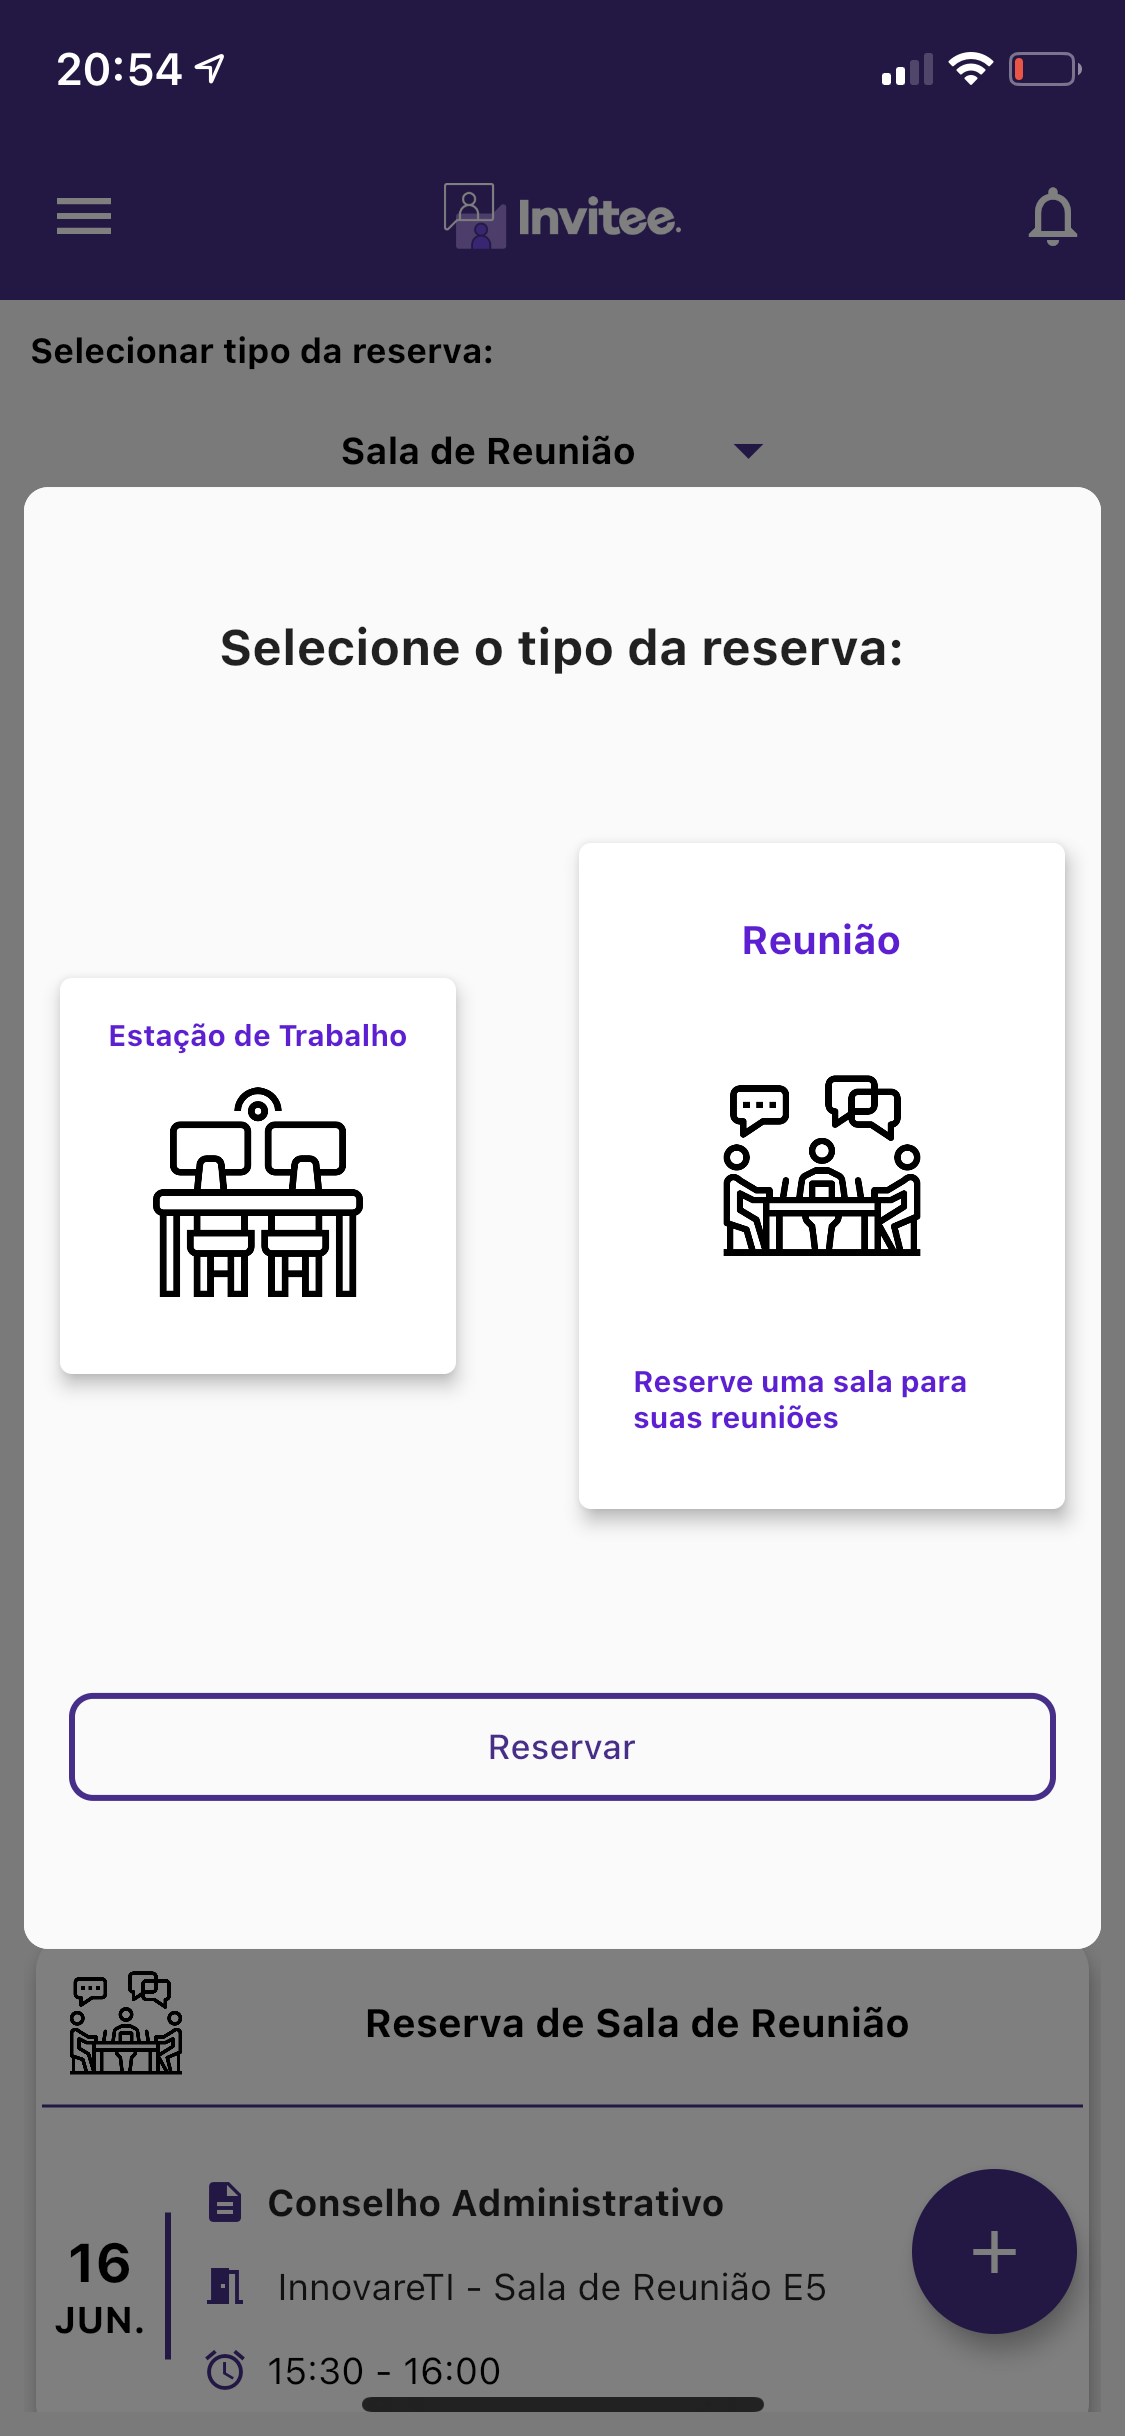 20:54
Invitee.
Selecionar tipo da reserva:
Sala de Reunião
Selecione o tipo da reserva:
Estação de Trabalho
Reunião
Reserve uma sala para
suas reuniões
Reservar
Reserva de Sala de Reunião
16
JUN.
Conselho Administrativo
InnovareTI - Sala de Reunião E5
15:30 - 16:00